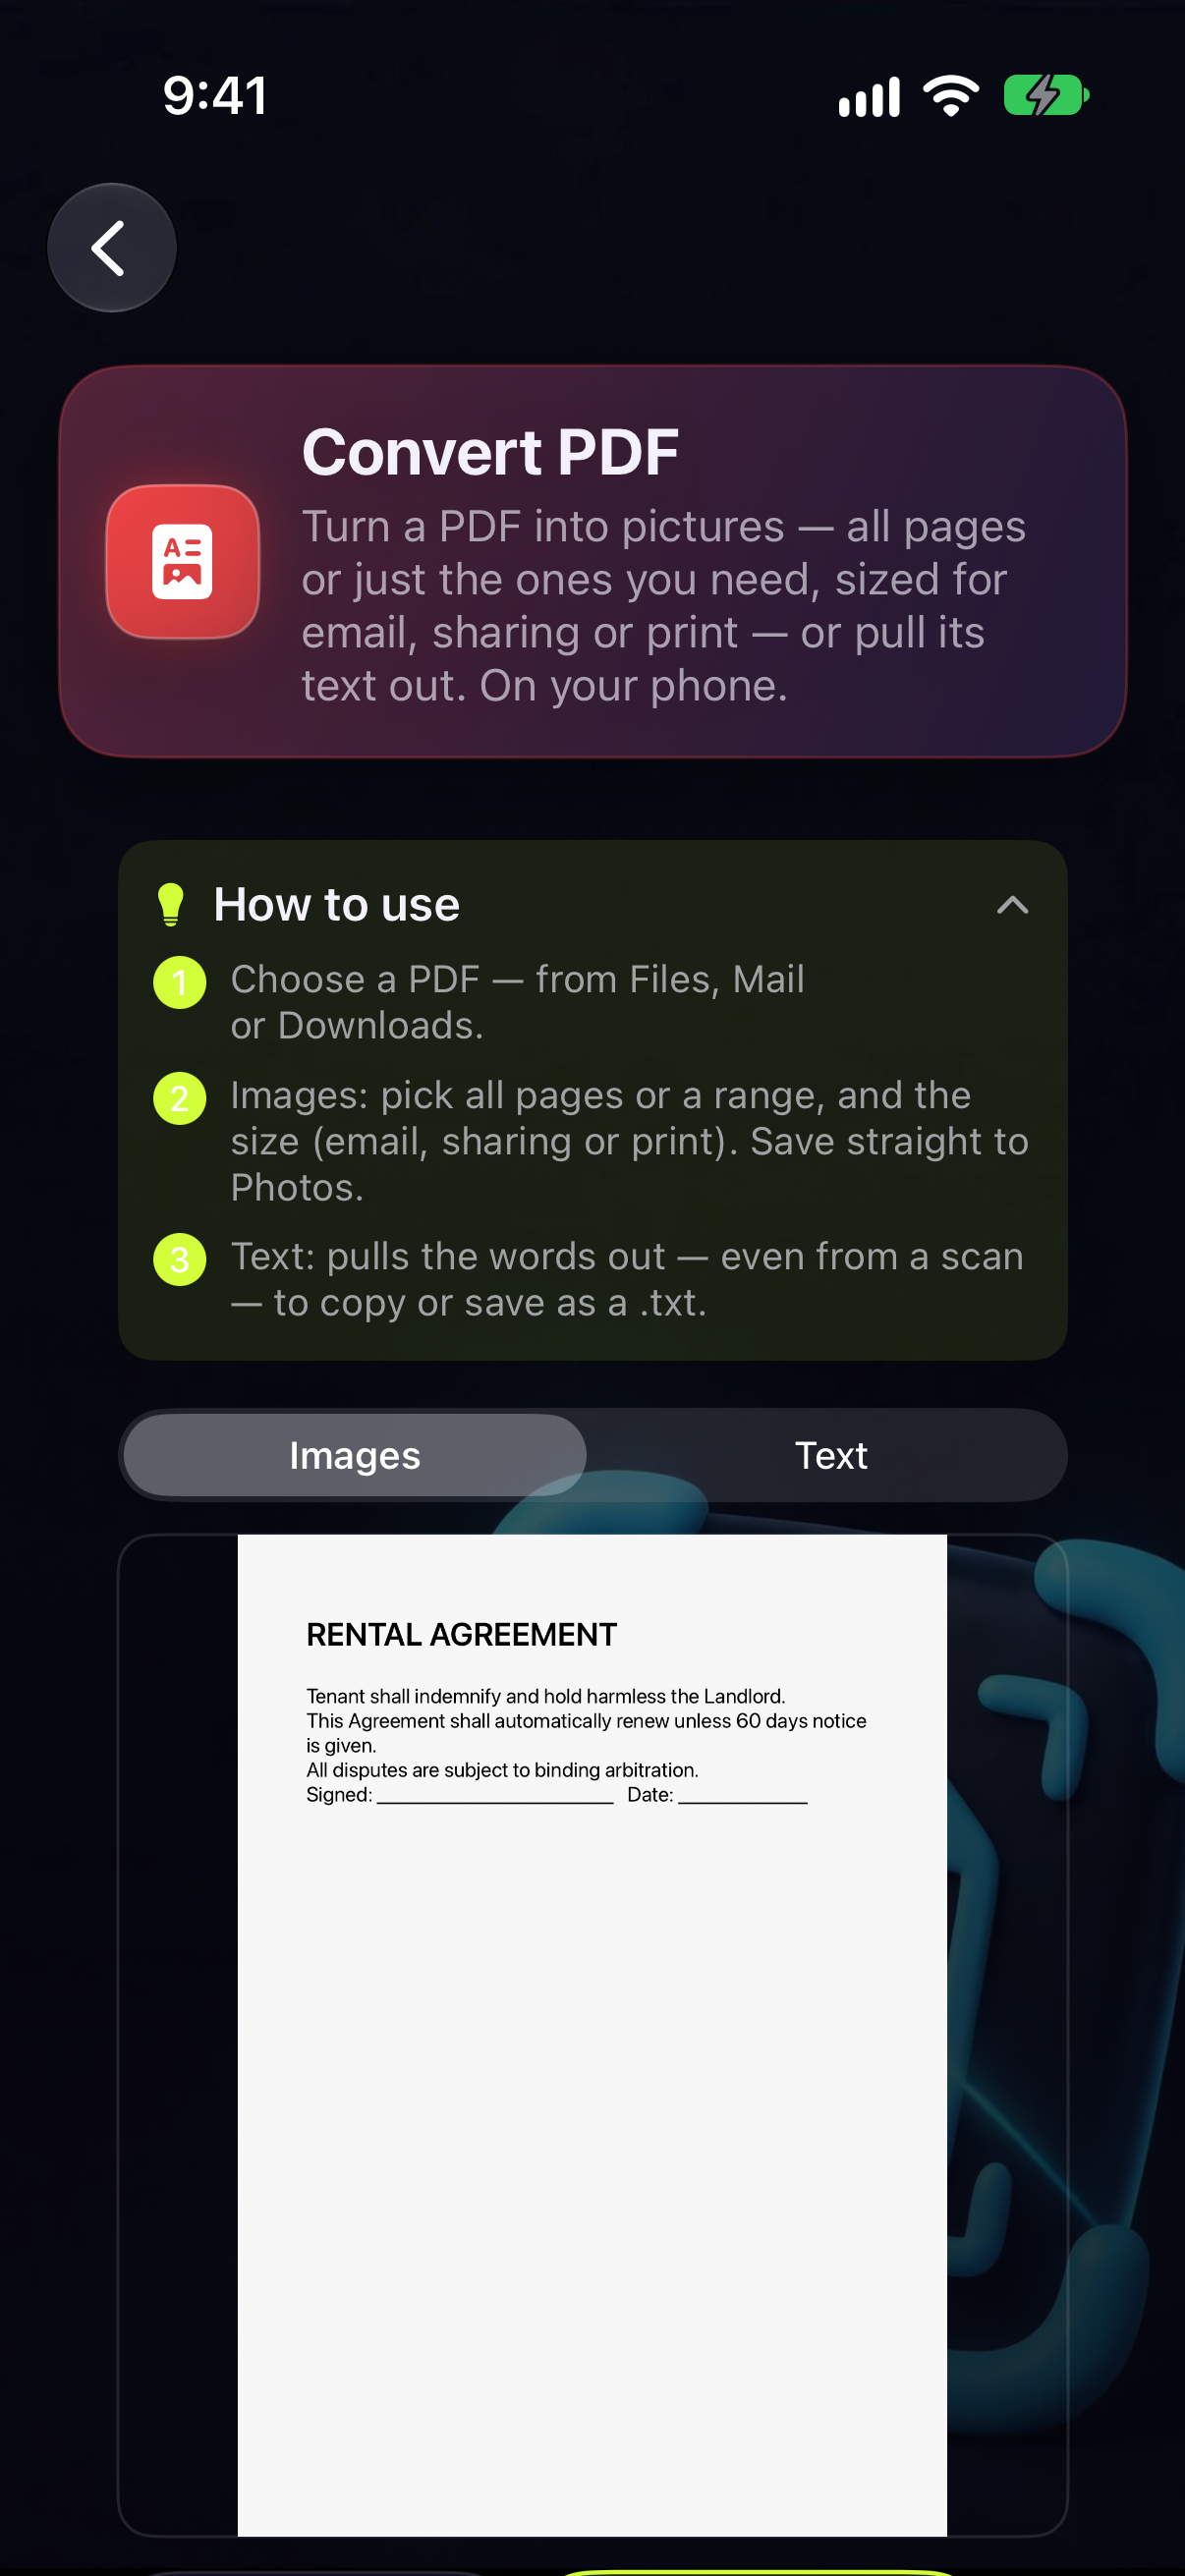 9:41
Convert PDF
Turn a PDF into pictures — all pages
or just the ones you need, sized for
email, sharing or print — or pull its
text out. On your phone.
How to use
1 Choose a PDF — from Files, Mail
or Downloads.
2 Images: pick all pages or a range, and the
size (email, sharing or print). Save straight to
Photos.
3 Text: pulls the words out — even from a scan
— to copy or save as a .txt.
Images Text
RENTAL AGREEMENT
Tenant shall indemnify and hold harmless the Landlord.
This Agreement shall automatically renew unless 60 days notice
is given.
All disputes are subject to binding arbitration.
Signed: ______________________ Date: ____________